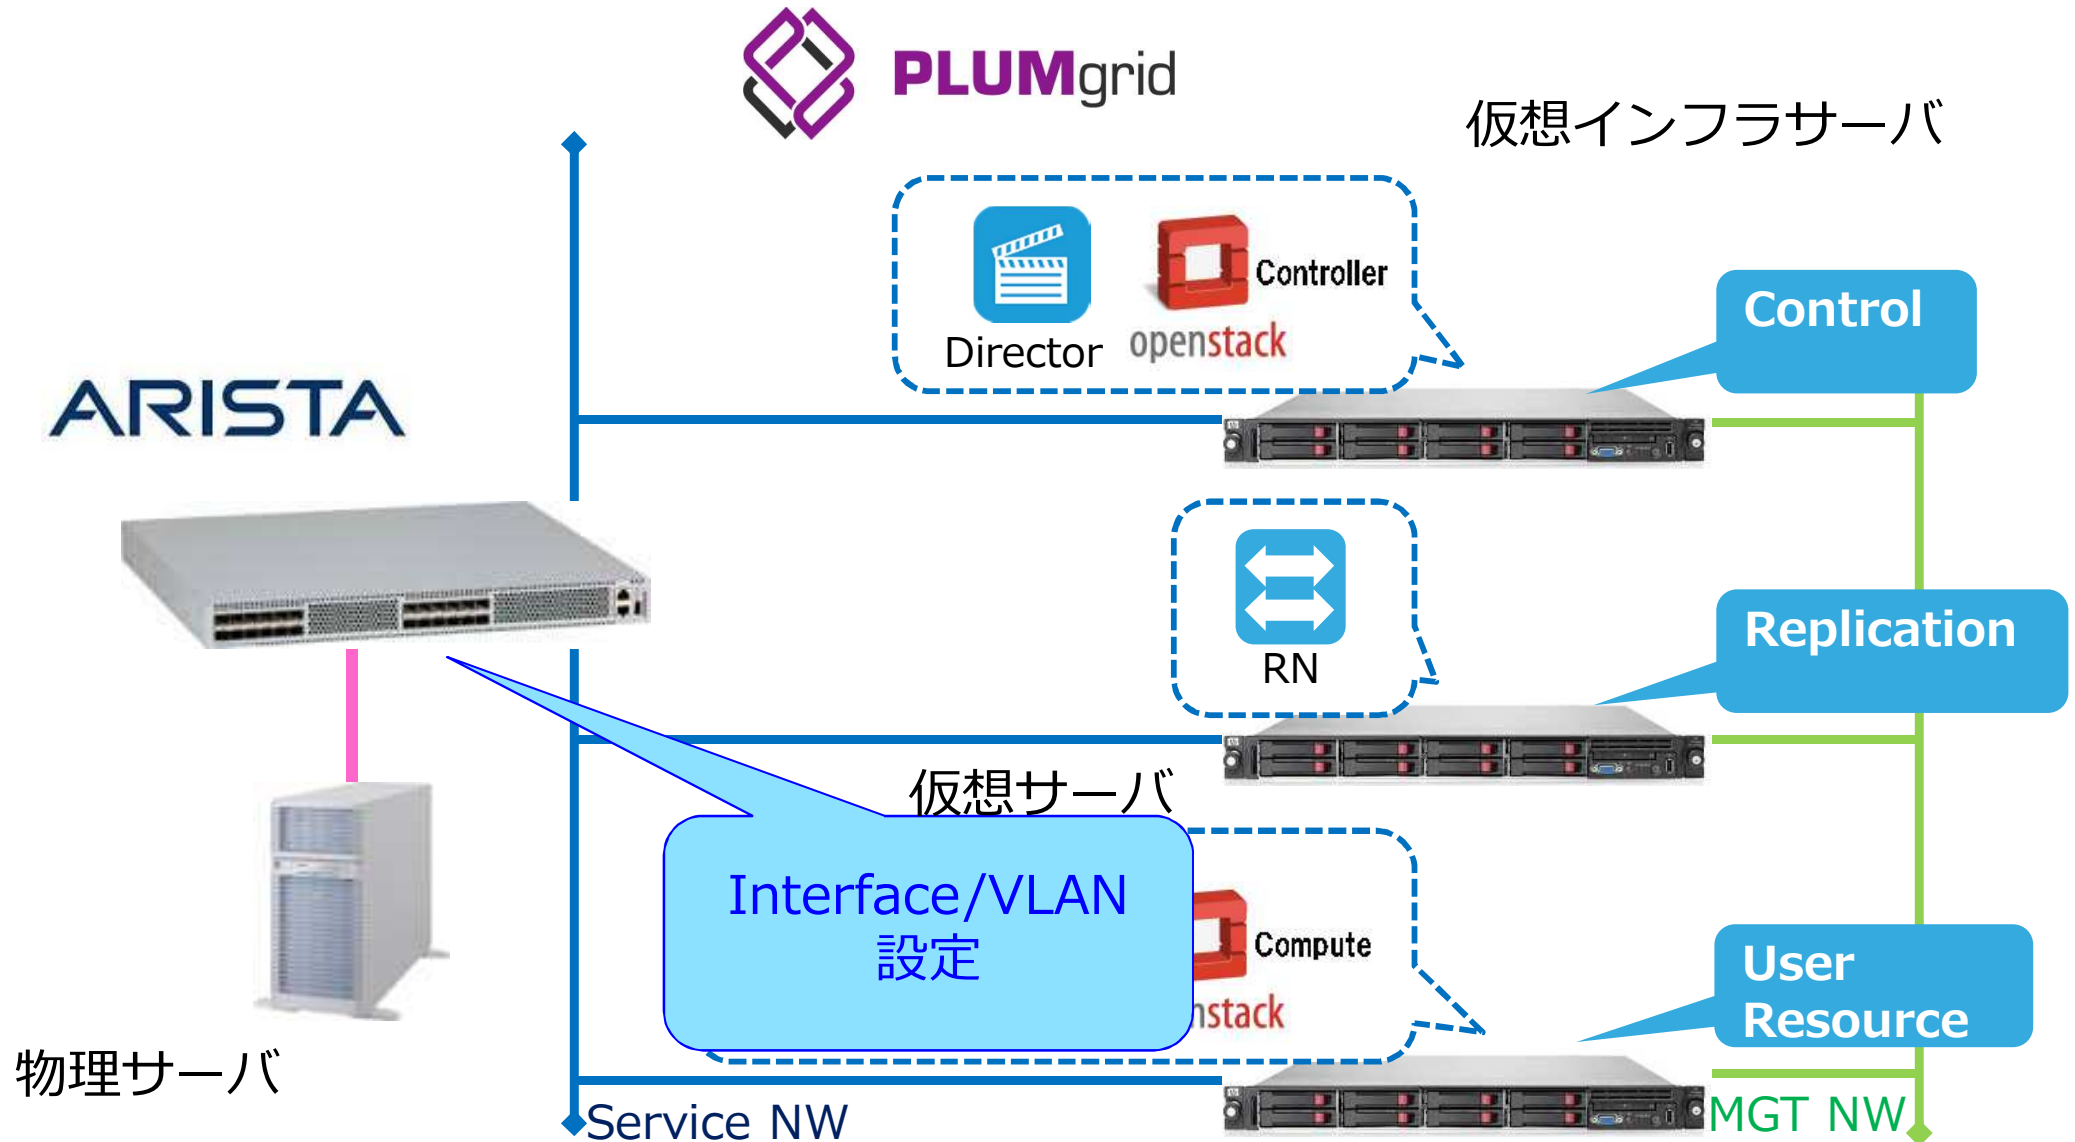 PLUMgrid
仮想インフラサーバ
Controller
Director
openstack
Control
ARISTA
RN
Replication
仮想サーバ
Interface/VLAN
設定
Compute
nstack
User
Resource
物理サーバ
Service NW
MGT NW